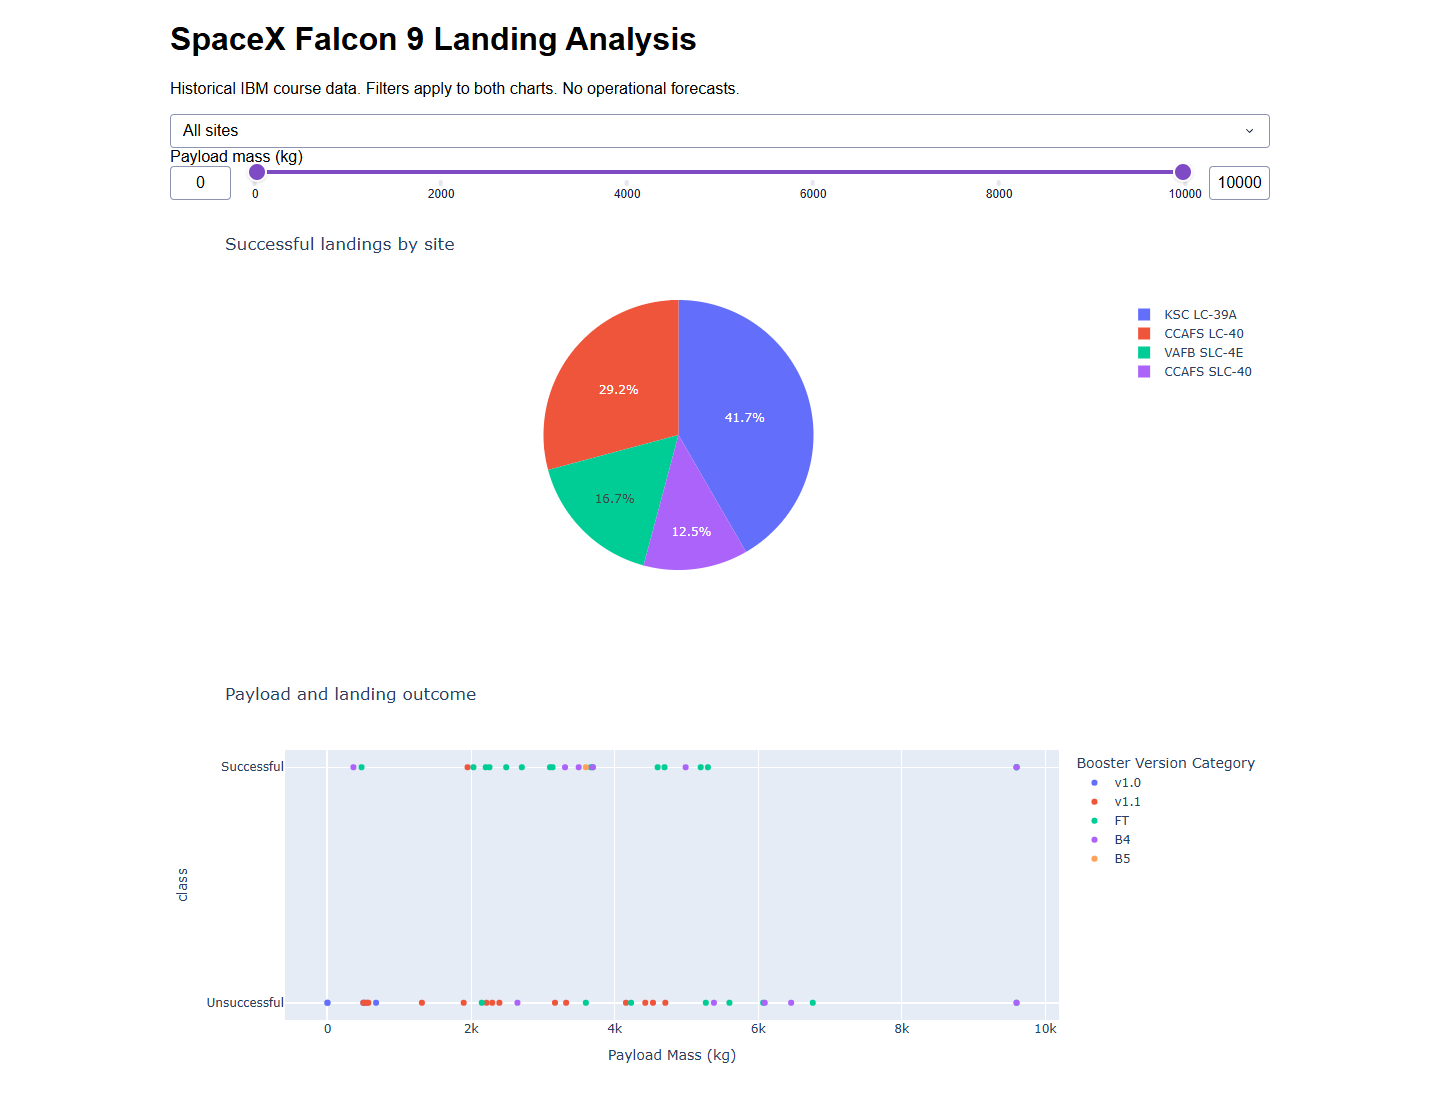 SpaceX Falcon 9 Landing Analysis
Historical IBM course data. Filters apply to both charts. No operational forecasts.
All sites
Payload mass (kg)
0
0 2000 4000 6000 8000 10000
10000
Successful landings by site
41.7%
29.2%
16.7%
12.5%
KSC LC-39A
CCAFS LC-40
VAFB SLC-4E
CCAFS SLC-40
Payload and landing outcome
Successful
Unsuccessful
class
0 2k 4k 6k 8k 10k
Payload Mass (kg)
Booster Version Category
v1.0
v1.1
FT
B4
B5